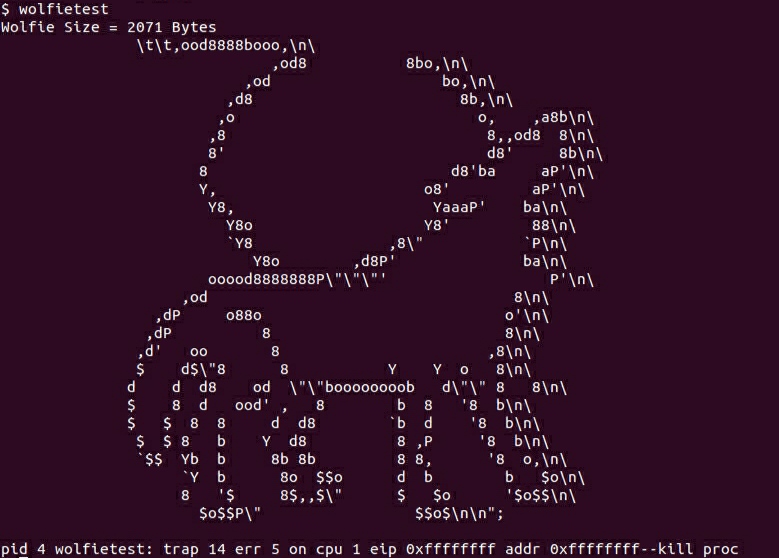 $ wolfietest
Wolfie Size = 2071 Bytes
               \t\t,ood8888booo,\n\
                              ,od8           8bo,\n\
                           ,od                   bo,\n\
                         ,d8                       8b,\n\
                        ,o                           o,    ,a8b\n\
                       ,8                             8,,od8  8\n\
                       8'                             d8'     8b\n\
                      8                           d8'ba     aP'\n\
                      Y,                       o8'         aP'\n\
                       Y8,                      YaaaP'    ba\n\
                         Y8o                   Y8'         88\n\
                         `Y8               ,8\"           `P\n\
                            Y8o        ,d8P'              ba\n\
                       ooood8888888P\"\"\"'                  P'\n\
                    ,od                                  8\n\
                 ,dP     o88o                           o'\n\
                ,dP          8                          8\n\
               ,d'   oo       8                       ,8\n\
               $    d$\"8      8           Y    Y  o   8\n\
              d    d  d8    od  \"\"boooooooob   d\"\" 8   8\n\
              $    8  d   ood' ,   8        b  8   '8  b\n\
              $   $  8  8     d  d8        `b  d    '8  b\n\
               $  $ 8   b    Y  d8          8 ,P     '8  b\n\
               `$$  Yb  b     8b 8b         8 8,      '8  o,\n\
                    `Y  b      8o  $$o      d  b        b   $o\n\
                    8   '$     8$,,$\"      $   $o      '$o$$\n\
                      $o$$P\"                 $$o$\n\n";
pid 4 wolfietest: trap 14 err 5 on cpu 1 eip 0xffffffff addr 0xffffffff--kill proc